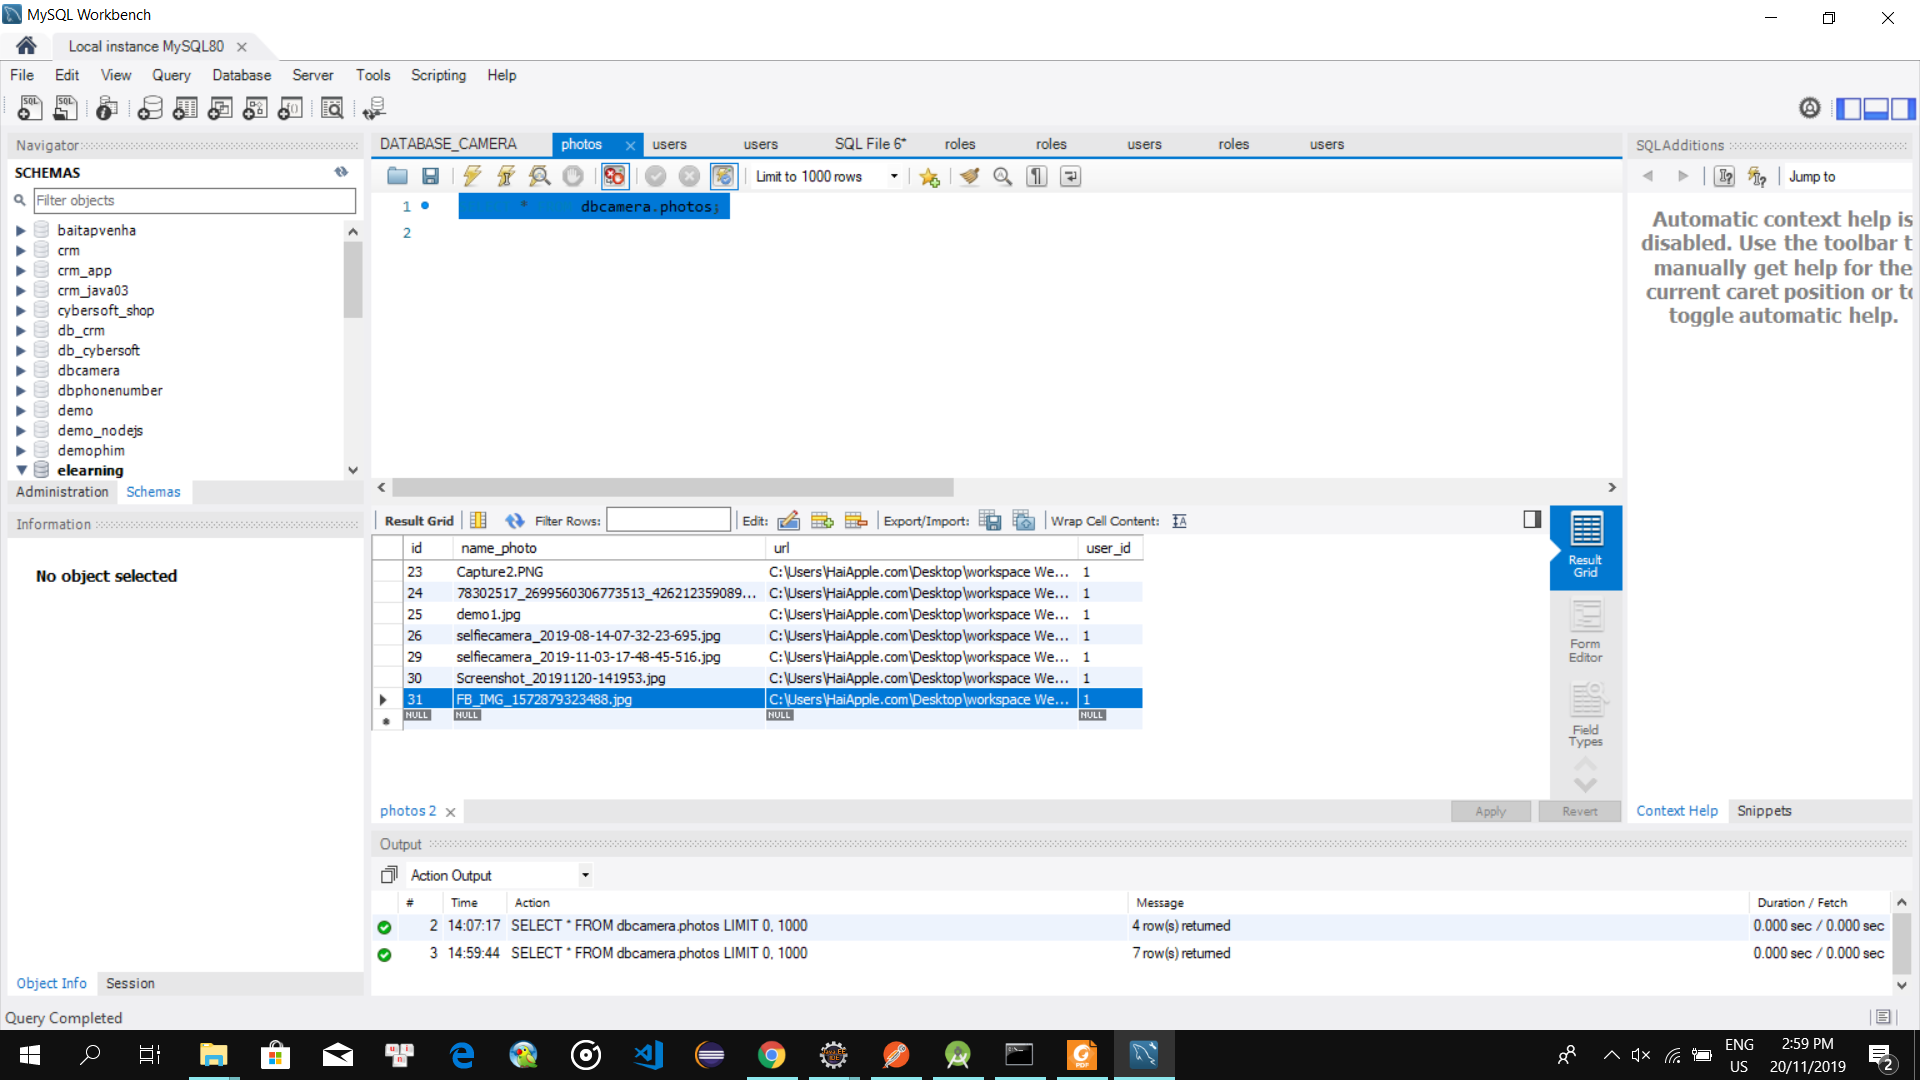 MySQL Workbench
Local instance MySQL80
File Edit View Query Database Server Tools Scripting Help
Navigator
SCHEMAS
Filter objects
baitapvenha
crm
crm_app
crm_java03
cybersoft_shop
db_crm
db_cybersoft
dbcamera
dbphonenumber
demo
demo_nodejs
demophim
elearning
Administration Schemas
Information
No object selected
Object Info Session
DATABASE_CAMERA photos users users SQL File 6* roles roles users roles users
Limit to 1000 rows
1 * dbcamera.photos;
2
Result Grid Filter Rows: Edit: Export/Import: Wrap Cell Content:
id name_photo url user_id
23 Capture2.PNG C:\Users\HaiApple.com\Desktop\workspace We... 1
24 78302517_2699560306773513_426212359089... C:\Users\HaiApple.com\Desktop\workspace We... 1
25 demo1.jpg C:\Users\HaiApple.com\Desktop\workspace We... 1
26 selfiecamera_2019-08-14-07-32-23-695.jpg C:\Users\HaiApple.com\Desktop\workspace We... 1
29 selfiecamera_2019-11-03-17-48-45-516.jpg C:\Users\HaiApple.com\Desktop\workspace We... 1
30 Screenshot_20191120-141953.jpg C:\Users\HaiApple.com\Desktop\workspace We... 1
31 FB_IMG_1572879323488.jpg C:\Users\HaiApple.com\Desktop\workspace We... 1
NULL NULL NULL NULL
Result
Grid
Form
Editor
Field
Types
photos 2 Apply Revert
SQLAdditions
Jump to
Automatic context help is
disabled. Use the toolbar t
manually get help for the
current caret position or to
toggle automatic help.
Context Help Snippets
Output
Action Output
# Time Action Message Duration / Fetch
2 14:07:17 SELECT * FROM dbcamera.photos LIMIT 0, 1000 4 row(s) returned 0.000 sec / 0.000 sec
3 14:59:44 SELECT * FROM dbcamera.photos LIMIT 0, 1000 7 row(s) returned 0.000 sec / 0.000 sec
Query Completed
ENG
US
2:59 PM
20/11/2019
2